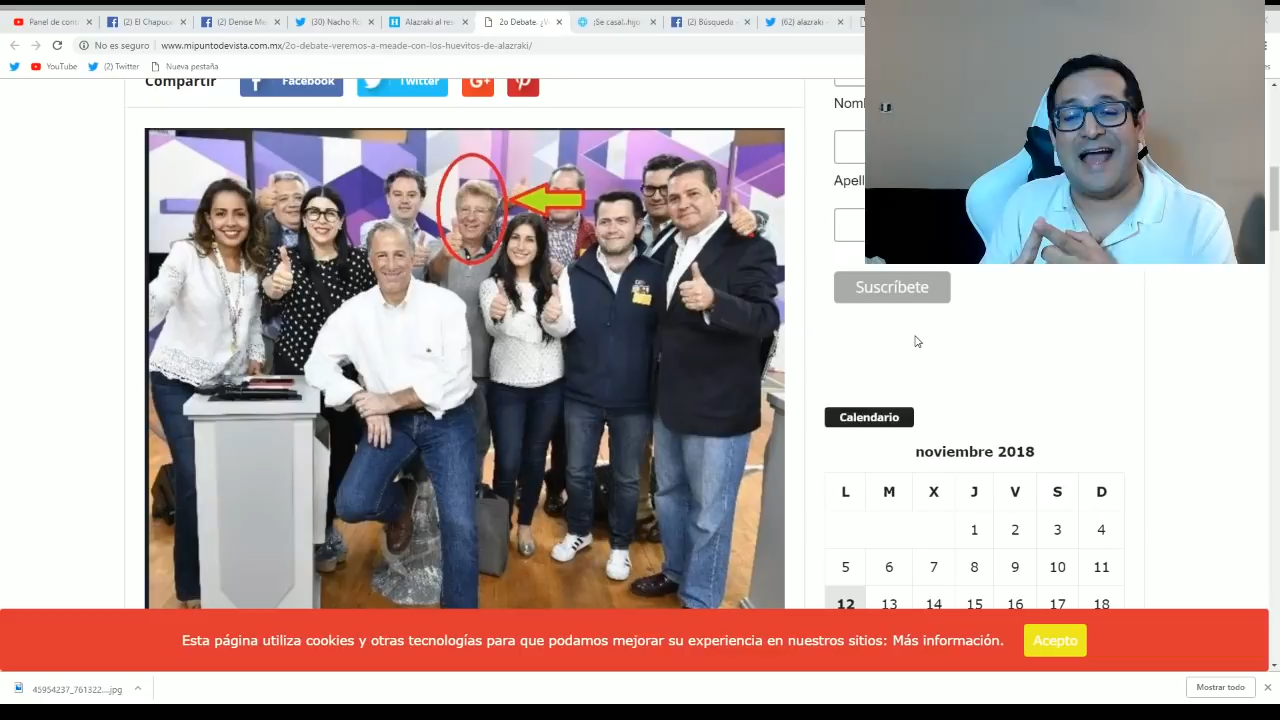 Panel de cont
El Chapuce
Denise Me
(30) Nacho Ro
Alazraki al res
2o Debate. ¿V
¡Se casa!..hijo
Búsqueda
(62) alazraki
No es seguro
www.mipuntodevista.com.mx/2o-debate-veremos-a-meade-con-los-huevitos-de-alazraki/
YouTube
(2) Twitter
Nueva pestaña
Compartir
Facebook
Twitter
G+
Nom
Apell
Suscríbete
Calendario
noviembre 2018
L M X J V S D
1 2 3 4
5 6 7 8 9 10 11
12 13 14 15 16 17 18
Esta página utiliza cookies y otras tecnologías para que podamos mejorar su experiencia en nuestros sitios: Más información.
Acepto
45954237_761322....jpg
Mostrar todo